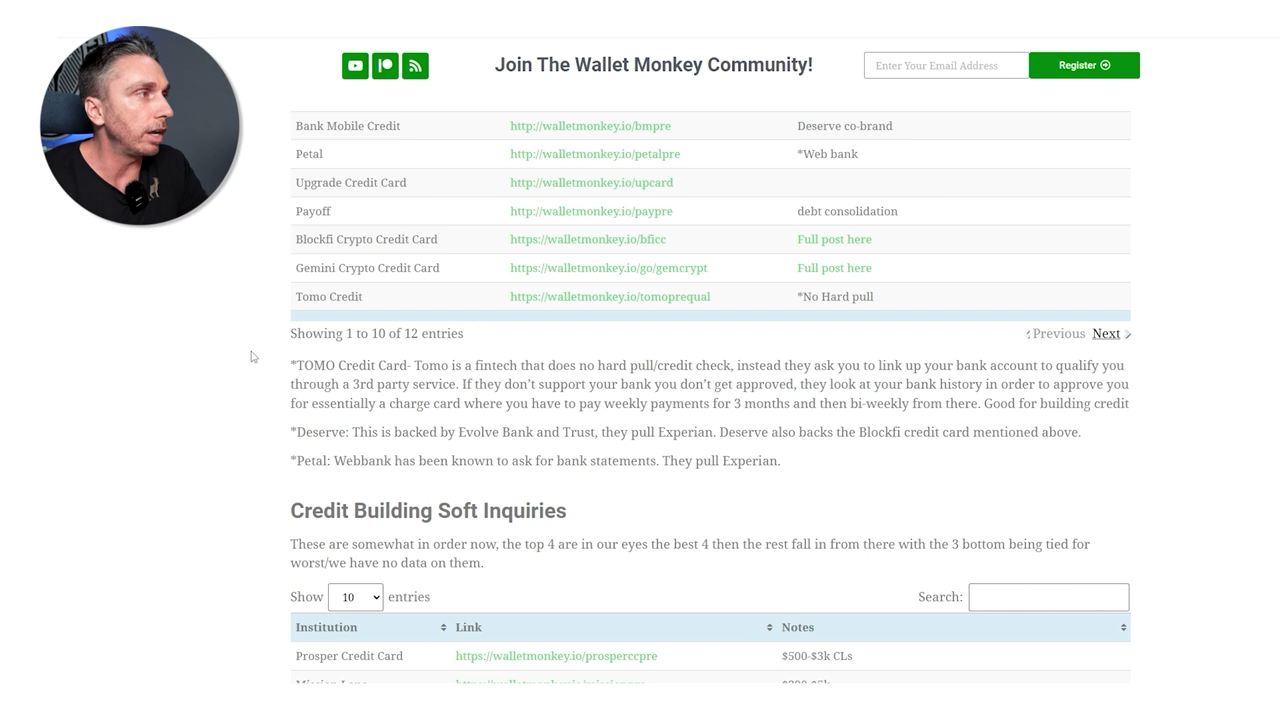 Join The Wallet Monkey Community!
Enter Your Email Address
Register
Bank Mobile Credit http://walletmonkey.io/bmpre Deserve co-brand
Petal http://walletmonkey.io/petalpre *Web bank
Upgrade Credit Card http://walletmonkey.io/upcard
Payoff http://walletmonkey.io/paypre debt consolidation
Blockfi Crypto Credit Card https://walletmonkey.io/bficc Full post here
Gemini Crypto Credit Card https://walletmonkey.io/go/gemcrypt Full post here
Tomo Credit https://walletmonkey.io/tomoprequal *No Hard pull
Showing 1 to 10 of 12 entries
Previous Next
*TOMO Credit Card- Tomo is a fintech that does no hard pull/credit check, instead they ask you to link up your bank account to qualify you
through a 3rd party service. If they don’t support your bank you don’t get approved, they look at your bank history in order to approve you
for essentially a charge card where you have to pay weekly payments for 3 months and then bi-weekly from there. Good for building credit
*Deserve: This is backed by Evolve Bank and Trust, they pull Experian. Deserve also backs the Blockfi credit card mentioned above.
*Petal: Webbank has been known to ask for bank statements. They pull Experian.
Credit Building Soft Inquiries
These are somewhat in order now, the top 4 are in our eyes the best 4 then the rest fall in from there with the 3 bottom being tied for
worst/we have no data on them.
Show 10 entries
Search:
Institution Link Notes
Prosper Credit Card https://walletmonkey.io/prosperccpre $500-$3k CLs